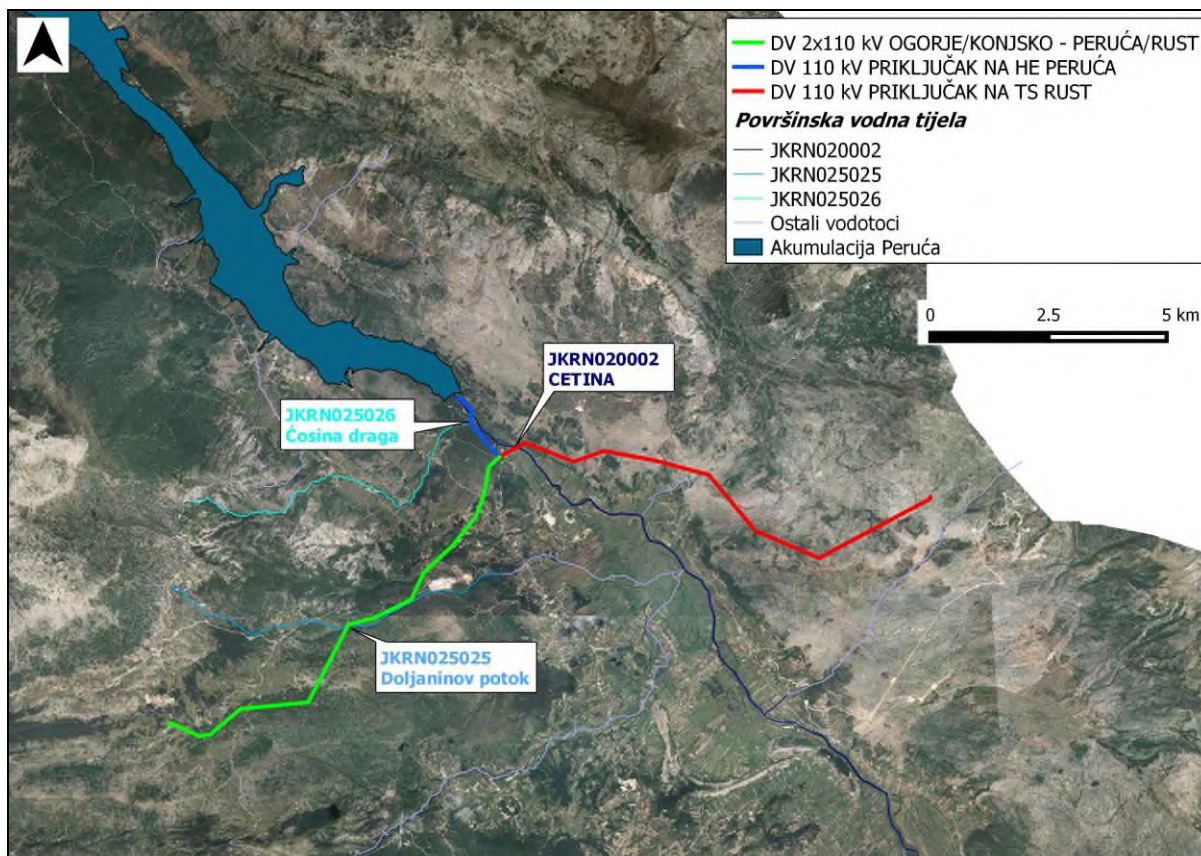 DV 2x110 kV OGORJE/KONJSKO - PERUĆA/RUST
DV 110 kV PRIKLJUČAK NA HE PERUĆA
DV 110 kV PRIKLJUČAK NA TS RUST
Površinska vodna tijela
JKRN020002
JKRN025025
JKRN025026
Ostali vodotoci
Akumulacija Peruća
0 2.5 5 km
JKRN020002
CETINA
JKRN025026
Ćosina draga
JKRN025025
Doljaninov potok